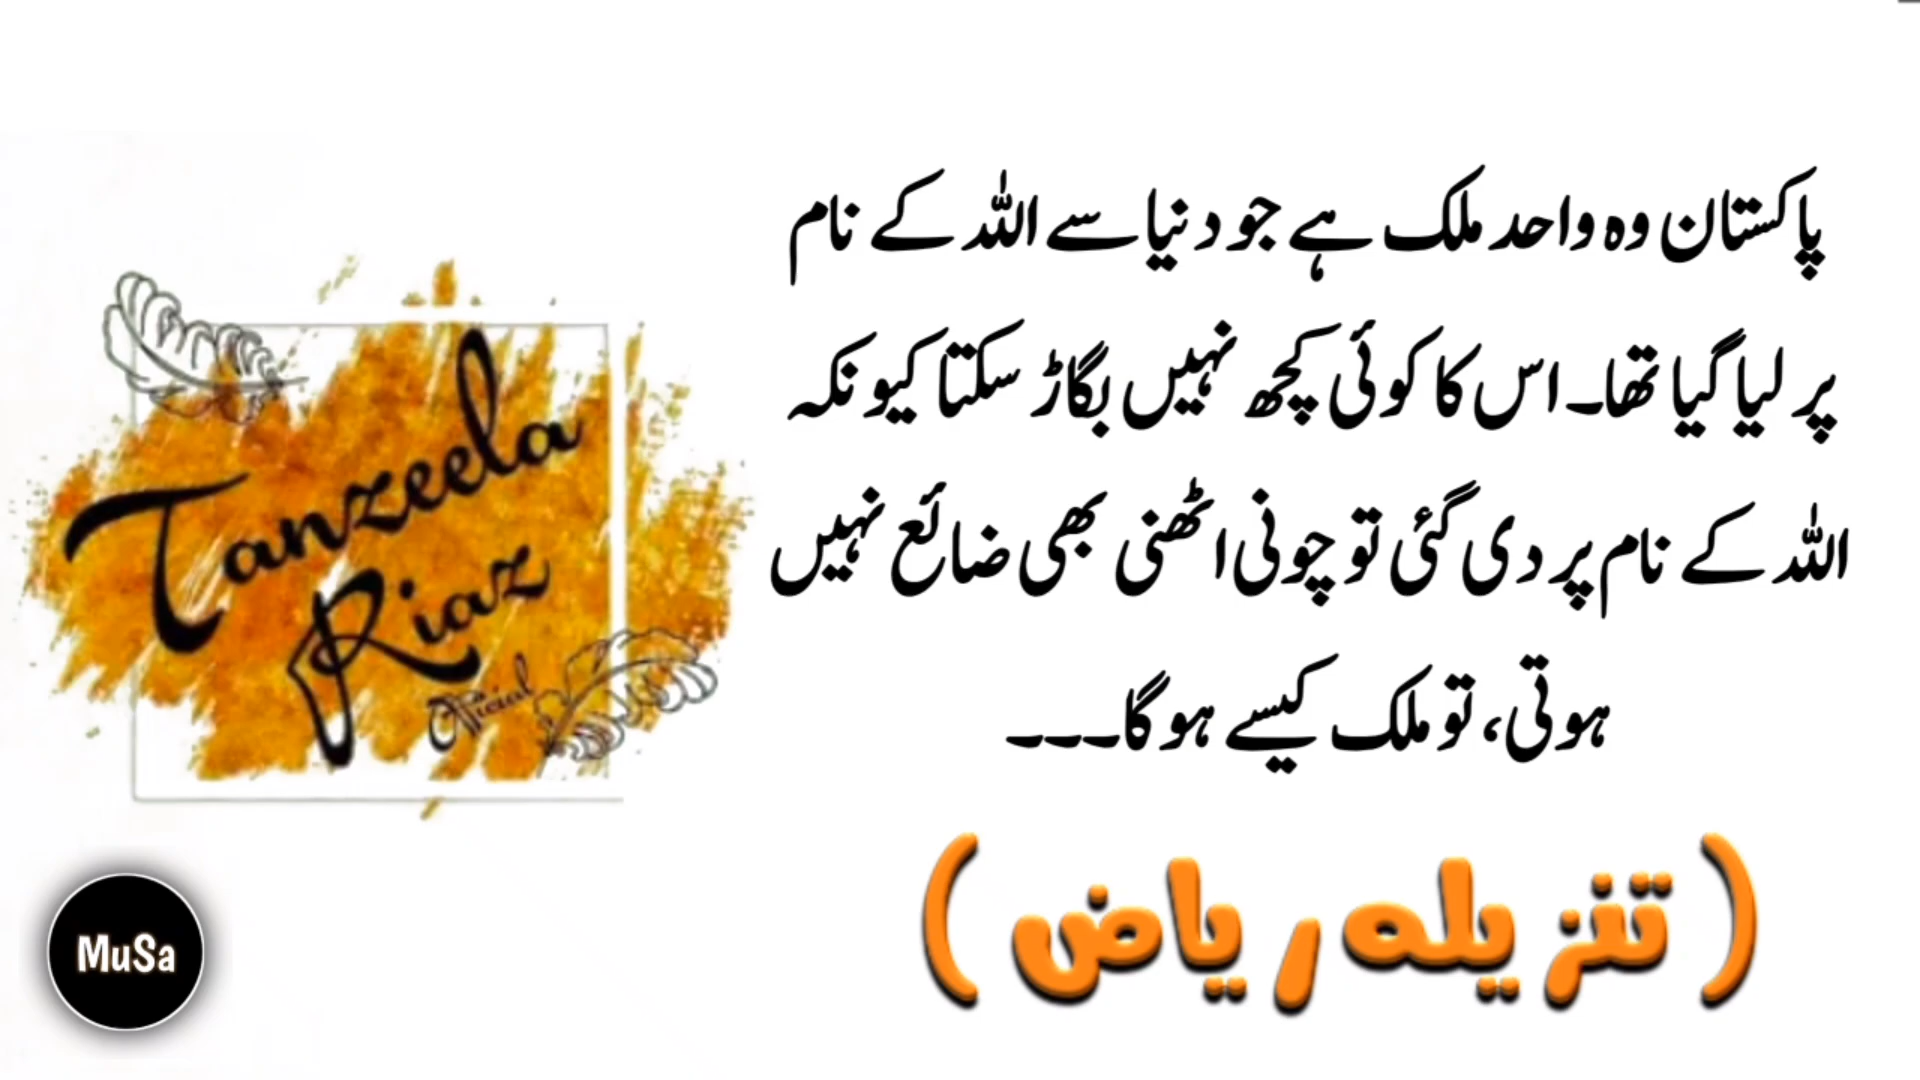 پاکستان وہ واحد ملک ہے جو دنیا سے اللہ کے نام
پر لیا گیا تھا۔ اس کا کوئی کچھ نہیں بگاڑ سکتا کیونکہ
اللہ کے نام پر دی گئی تو چونی اٹھنی بھی ضائع نہیں
ہوتی، تو ملک کیسے ہو گا۔۔۔
( تنزیلہ ریاض )
Tanzeela
Riaz
Official
MuSa